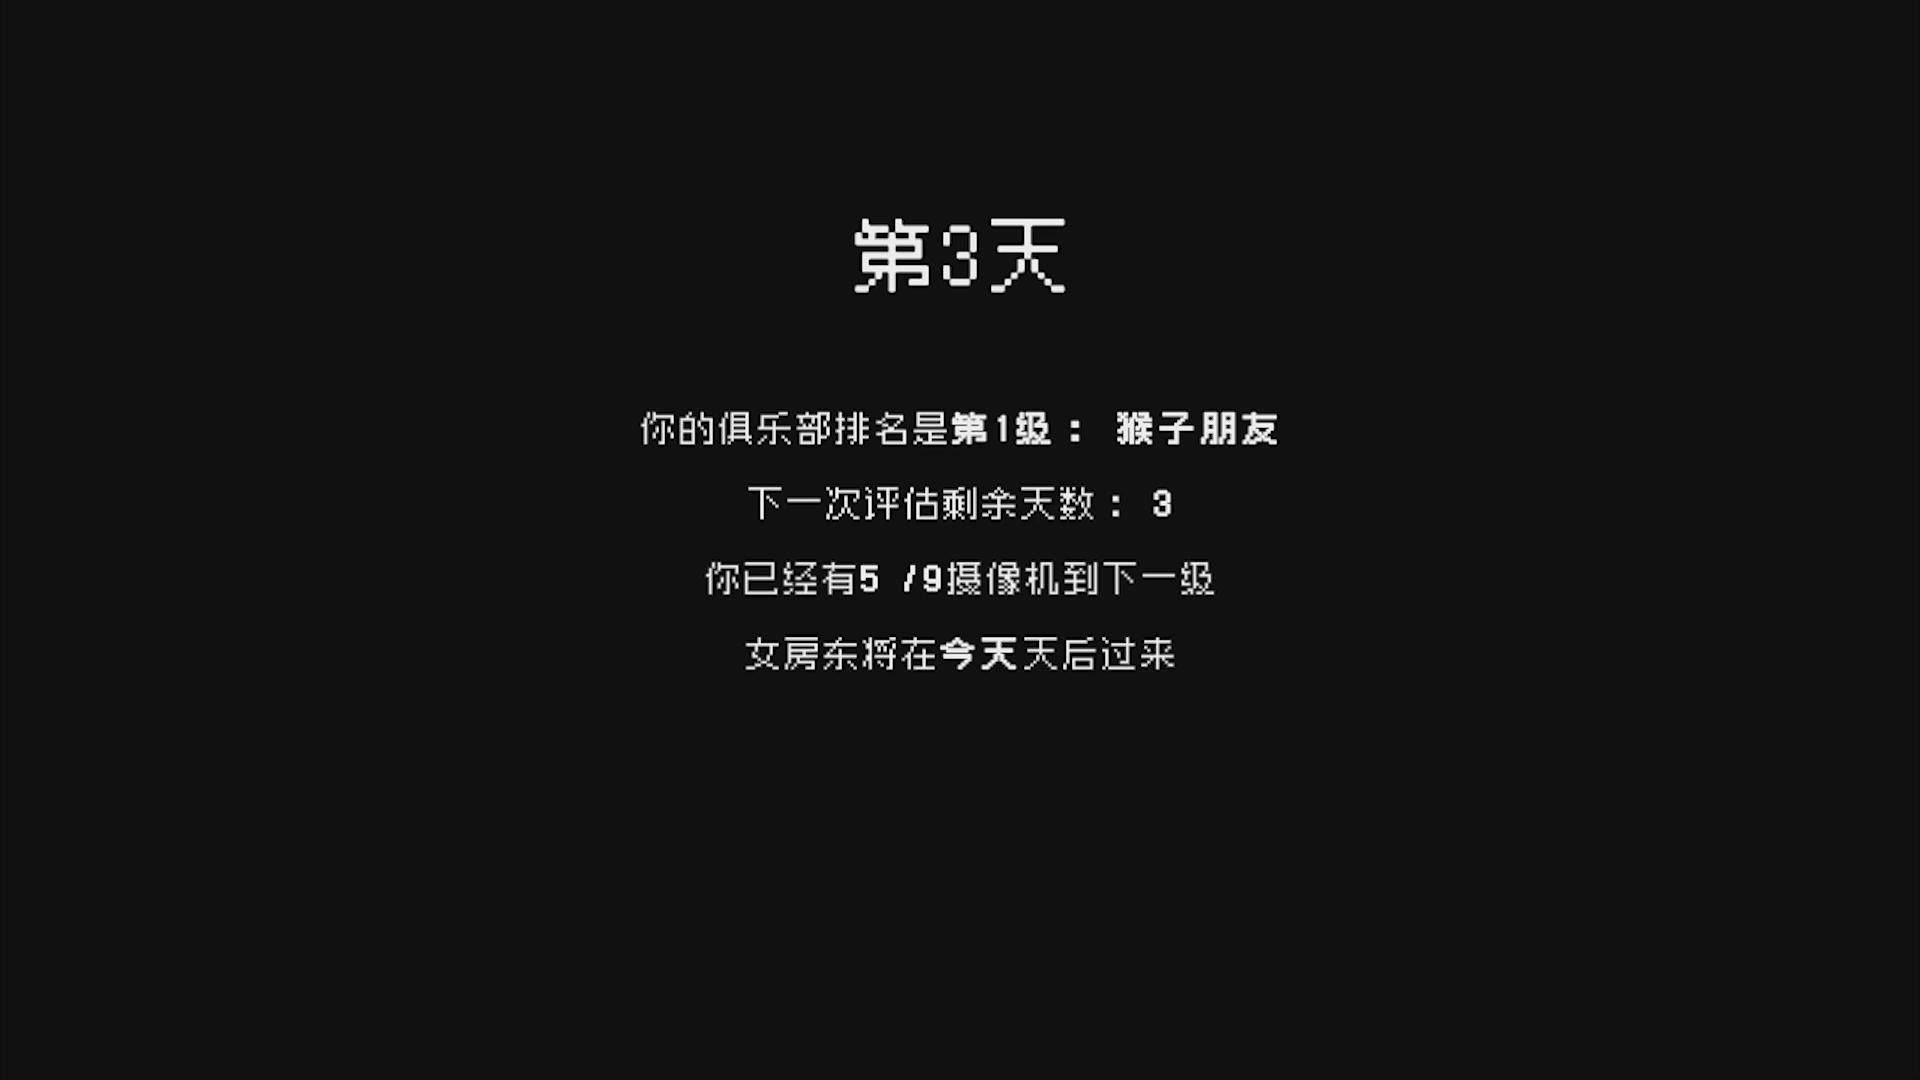 第3天
你的俱乐部排名是第1级： 猴子朋友
下一次评估剩余天数： 3
你已经有5 /9摄像机到下一级
女房东将在今天天后过来